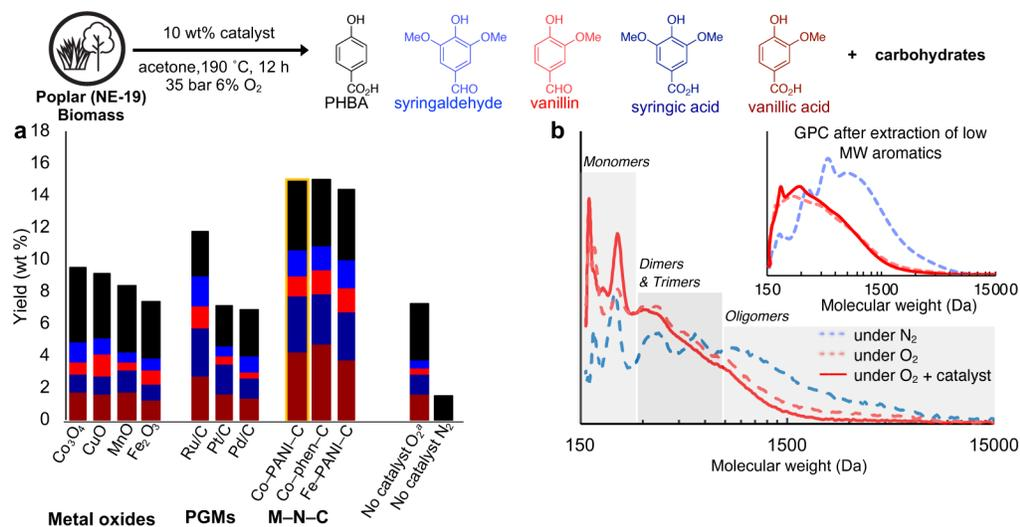 10 wt% catalyst
acetone,190 ˚C, 12 h
35 bar 6% O₂
Poplar (NE-19)
Biomass
OH
CO₂H
PHBA
OH
MeO
OMe
CHO
syringaldehyde
OH
OMe
CHO
vanillin
OH
MeO
OMe
CO₂H
syringic acid
OH
OMe
CO₂H
vanillic acid
+ carbohydrates
a
Yield (wt %)
18
16
14
12
10
8
6
4
2
0
Co₃O₄
CuO
MnO
Fe₂O₃
Ru/C
Pt/C
Pd/C
Co–PANI–C
Co–phen–C
Fe–PANI–C
No catalyst O₂ᵃ
No catalyst N₂
Metal oxides
PGMs
M–N–C
b
Monomers
Dimers
& Trimers
Oligomers
GPC after extraction of low
MW aromatics
150
1500
15000
Molecular weight (Da)
under N₂
under O₂
under O₂ + catalyst
150
1500
15000
Molecular weight (Da)